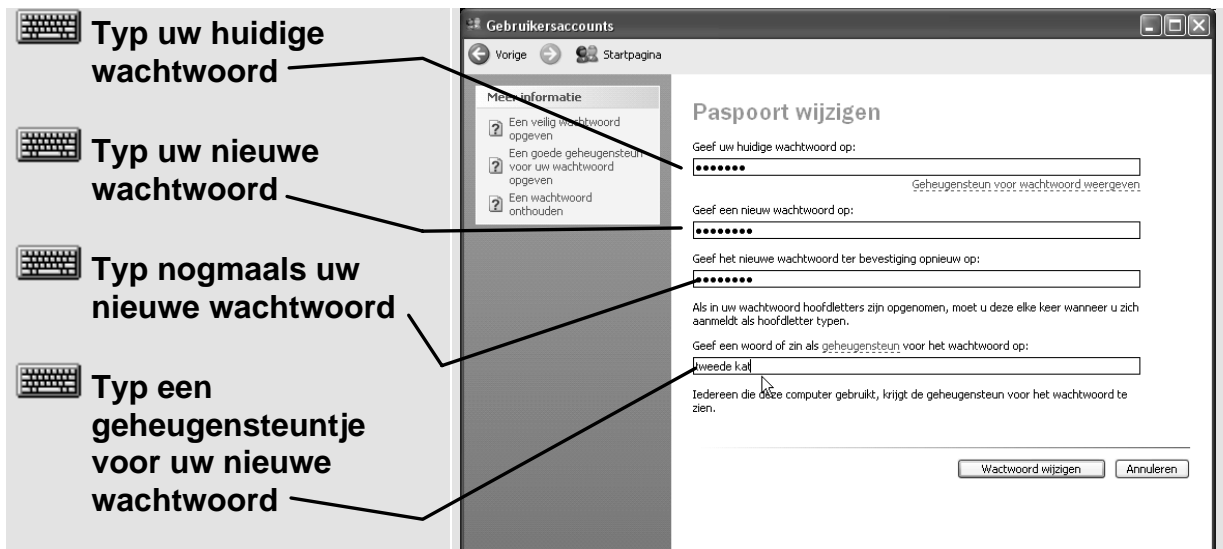 Typ uw huidige
wachtwoord
Typ uw nieuwe
wachtwoord
Typ nogmaals uw
nieuwe wachtwoord
Typ een
geheugensteuntje
voor uw nieuwe
wachtwoord
Gebruikersaccounts
Vorige
Startpagina
Meer informatie
Een veilig wachtwoord
opgeven
Een goede geheugensteun
voor uw wachtwoord
opgeven
Een wachtwoord
onthouden
Paspoort wijzigen
Geef uw huidige wachtwoord op:
•••••••
Geheugensteun voor wachtwoord weergeven
Geef een nieuw wachtwoord op:
••••••••
Geef het nieuwe wachtwoord ter bevestiging opnieuw op:
••••••••
Als in uw wachtwoord hoofdletters zijn opgenomen, moet u deze elke keer wanneer u zich
aanmeldt als hoofdletter typen.
Geef een woord of zin als geheugensteun voor het wachtwoord op:
tweede kat
Iedereen die deze computer gebruikt, krijgt de geheugensteun voor het wachtwoord te
zien.
Wactwoord wijzigen
Annuleren